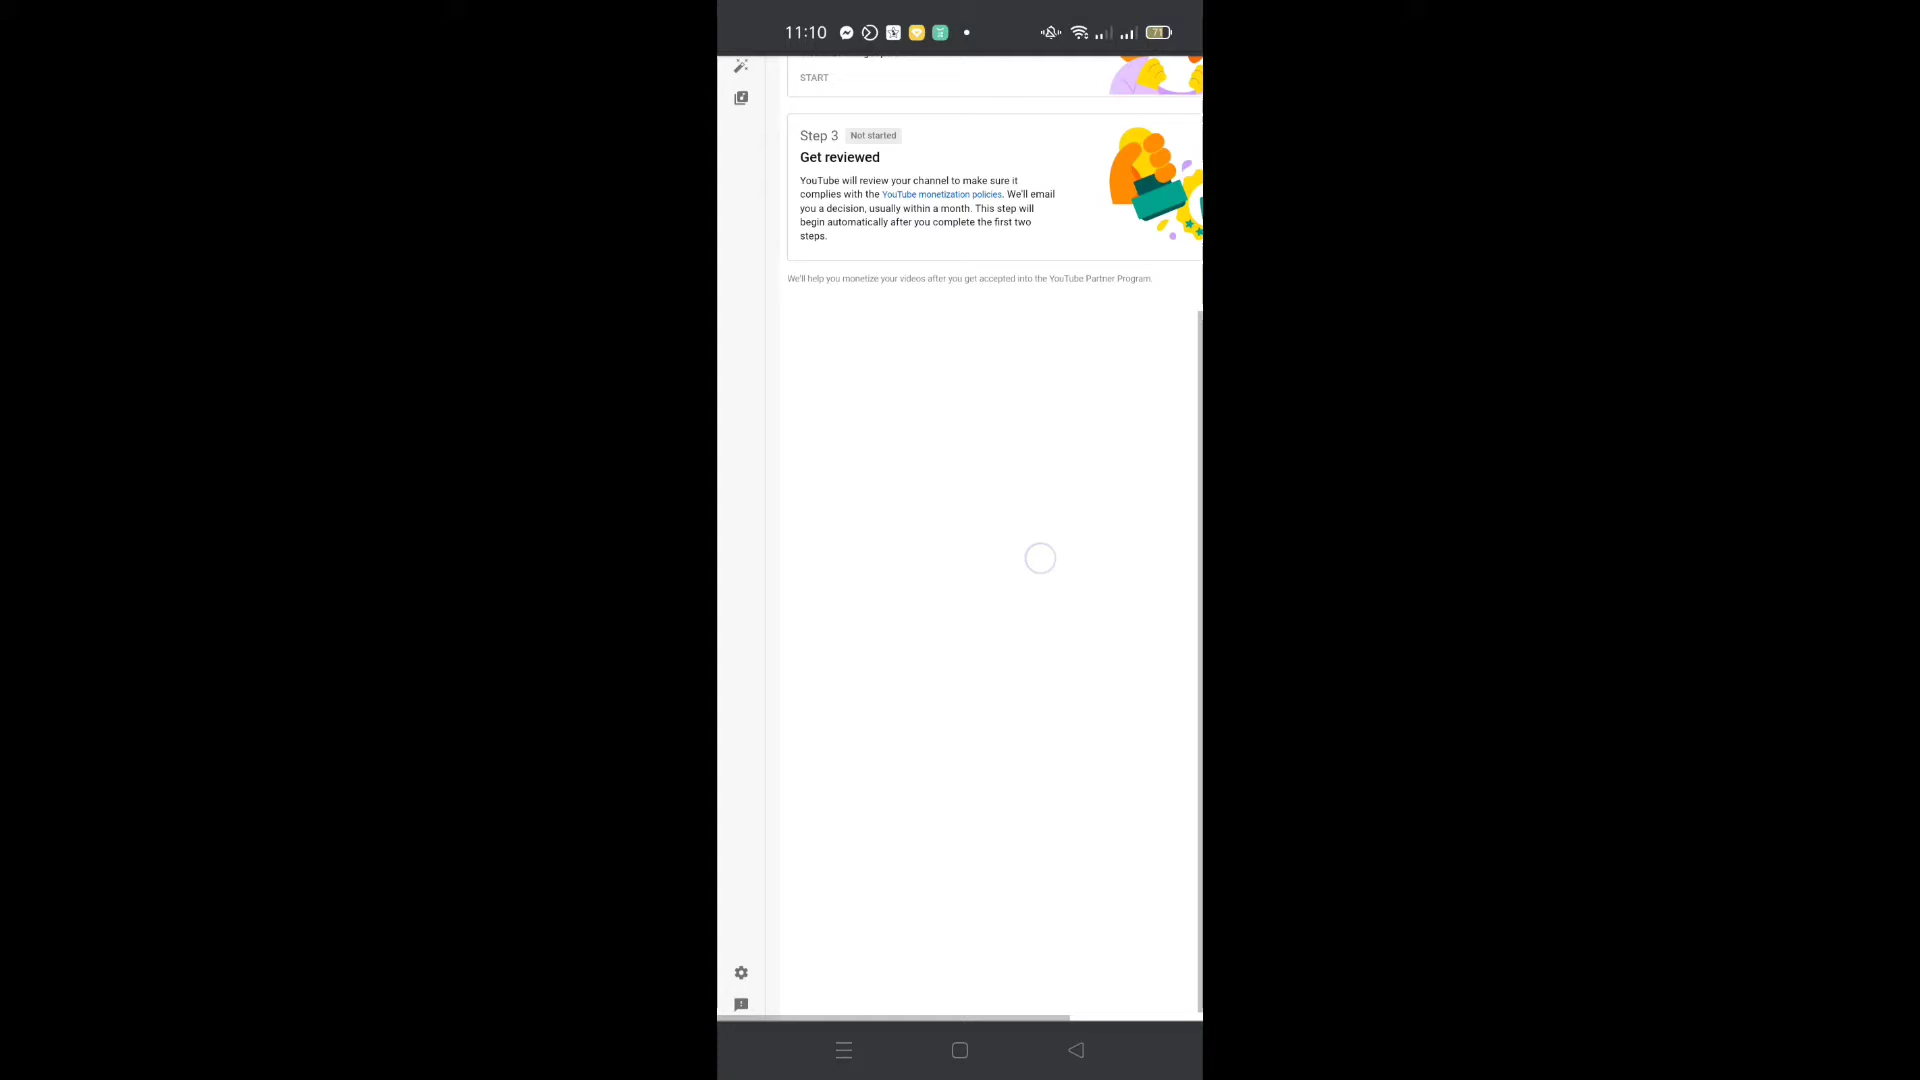 11:10
71
START
Step 3 Not started
Get reviewed
YouTube will review your channel to make sure it
complies with the YouTube monetization policies. We'll email
you a decision, usually within a month. This step will
begin automatically after you complete the first two
steps.
We'll help you monetize your videos after you get accepted into the YouTube Partner Program.